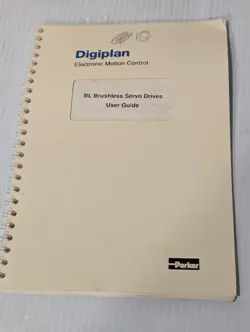 Digiplan
Electronic Motion Control
BL Brushless Servo Drives
User Guide
Parker